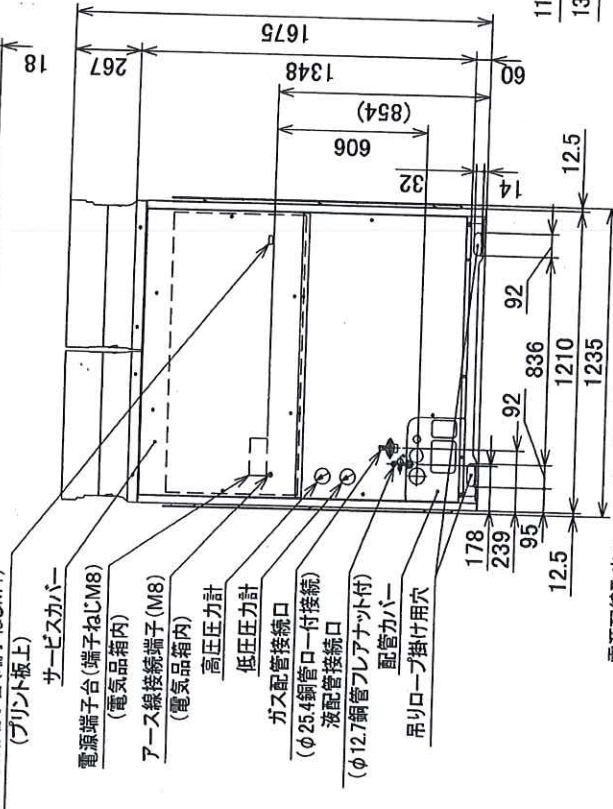 (プリント板上)
サービスカバー
電源端子台(端子ねじM8)
(電気品箱内)
アース線接続端子(M8)
(電気品箱内)
高圧圧力計
低圧圧力計
ガス配管接続口
(φ25.4銅管ロー付接続)
液配管接続口
(φ12.7銅管フレアナット付)
配管カバー
吊りロープ掛け用穴
18
267
1675
1348
(854)
606
60
32
14
12.5
92
836
1210
1235
92
178
239
95
12.5
11
13